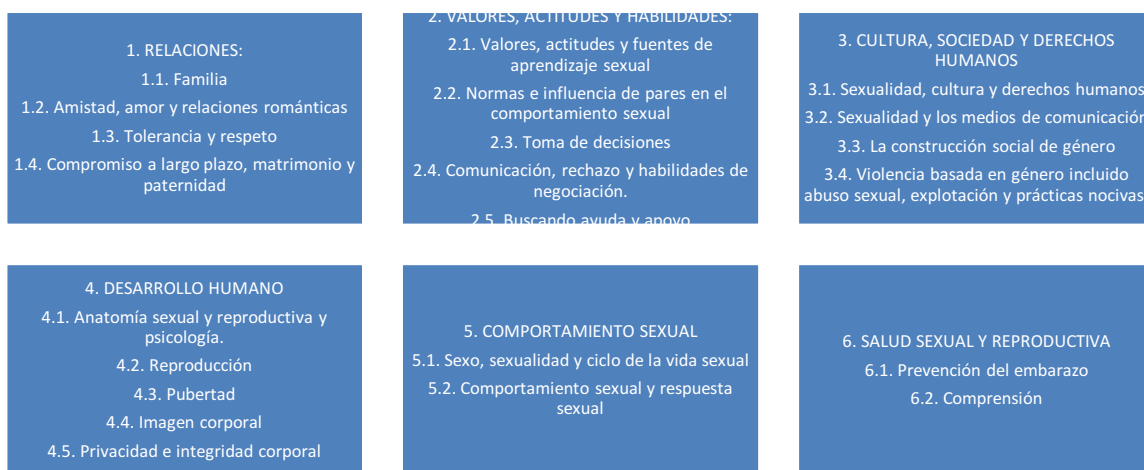 1. RELACIONES:
1.1. Familia
1.2. Amistad, amor y relaciones románticas
1.3. Tolerancia y respeto
1.4. Compromiso a largo plazo, matrimonio y
paternidad
2. VALORES, ACTITUDES Y HABILIDADES:
2.1. Valores, actitudes y fuentes de
aprendizaje sexual
2.2. Normas e influencia de pares en el
comportamiento sexual
2.3. Toma de decisiones
2.4. Comunicación, rechazo y habilidades de
negociación.
2.5. Buscando ayuda y apoyo
3. CULTURA, SOCIEDAD Y DERECHOS
HUMANOS
3.1. Sexualidad, cultura y derechos humanos
3.2. Sexualidad y los medios de comunicación
3.3. La construcción social de género
3.4. Violencia basada en género incluido
abuso sexual, explotación y prácticas nocivas
4. DESARROLLO HUMANO
4.1. Anatomía sexual y reproductiva y
psicología.
4.2. Reproducción
4.3. Pubertad
4.4. Imagen corporal
4.5. Privacidad e integridad corporal
5. COMPORTAMIENTO SEXUAL
5.1. Sexo, sexualidad y ciclo de la vida sexual
5.2. Comportamiento sexual y respuesta
sexual
6. SALUD SEXUAL Y REPRODUCTIVA
6.1. Prevención del embarazo
6.2. Comprensión